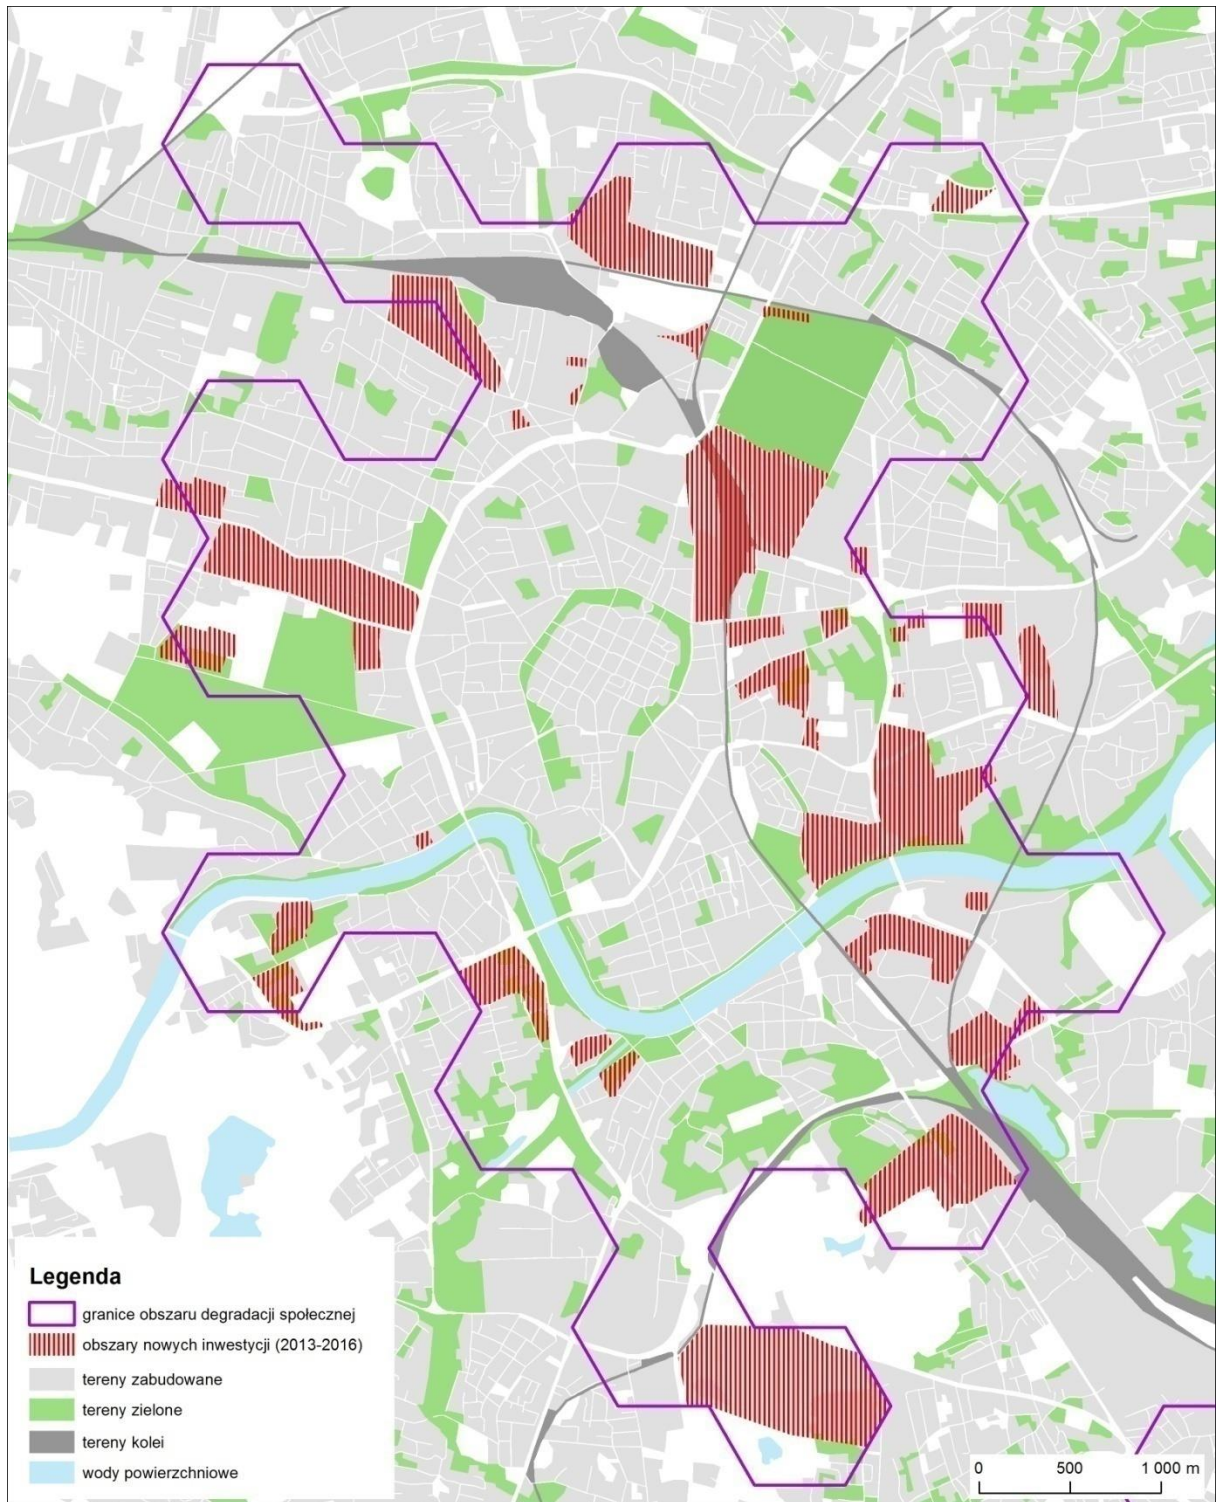 Legenda
granice obszaru degradacji społecznej
obszary nowych inwestycji (2013-2016)
tereny zabudowane
tereny zielone
tereny kolei
wody powierzchniowe
0 500 1 000 m